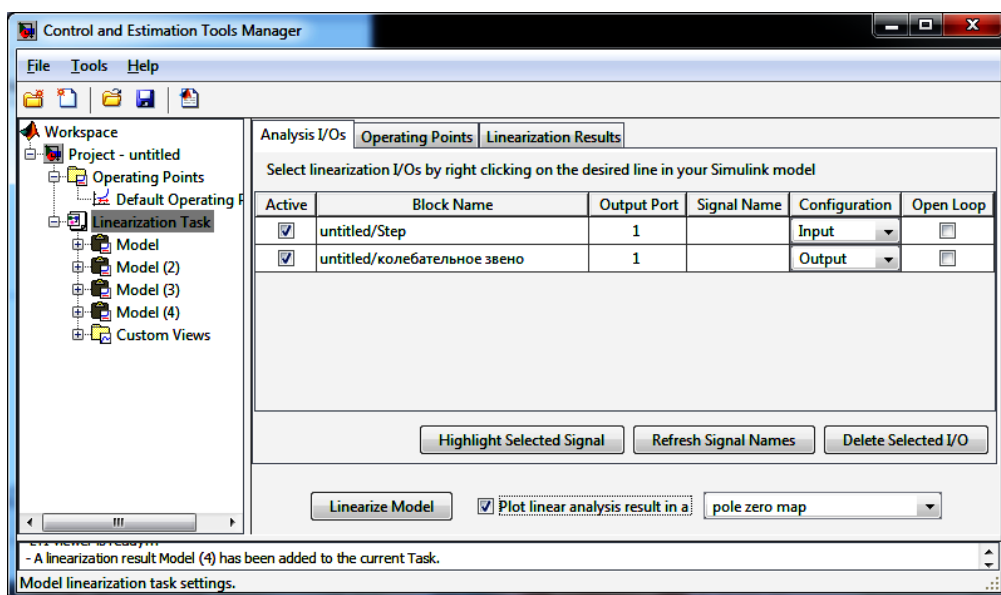 Control and Estimation Tools Manager
File Tools Help
Workspace
Project - untitled
Operating Points
Default Operating P
Linearization Task
Model
Model (2)
Model (3)
Model (4)
Custom Views
Analysis I/Os Operating Points Linearization Results
Select linearization I/Os by right clicking on the desired line in your Simulink model
Active Block Name Output Port Signal Name Configuration Open Loop
untitled/Step 1 Input
untitled/колебательное звено 1 Output
Highlight Selected Signal Refresh Signal Names Delete Selected I/O
Linearize Model Plot linear analysis result in a pole zero map
- A linearization result Model (4) has been added to the current Task.
Model linearization task settings.